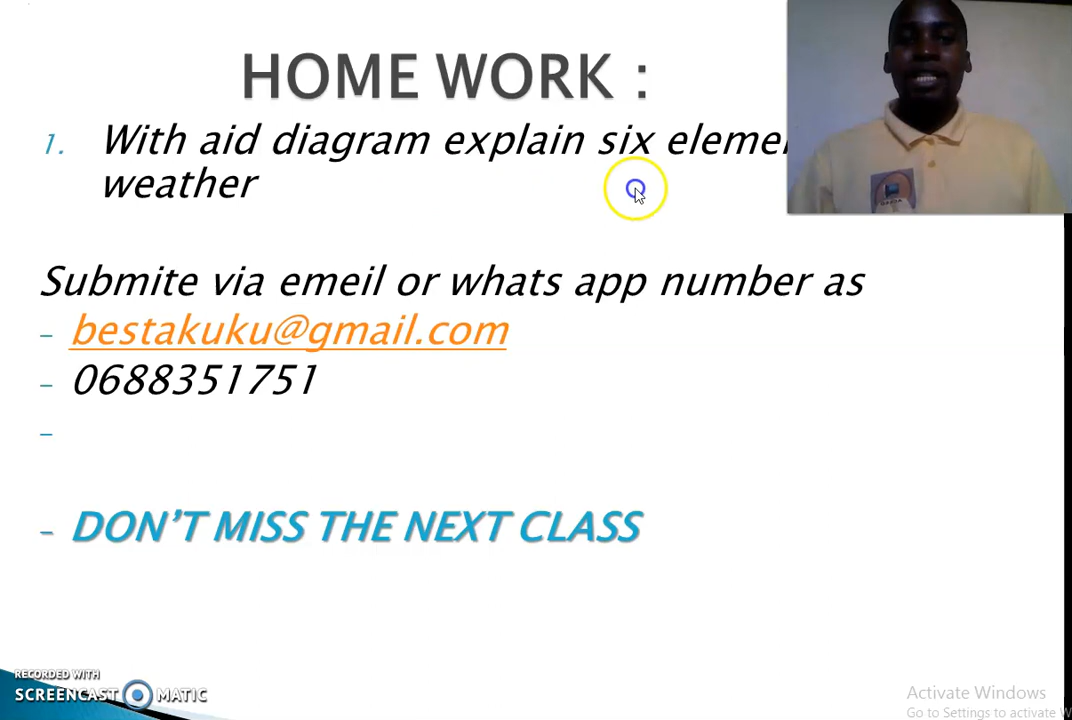 HOME WORK :
1. With aid diagram explain six
weather
Submite via emeil or whats app number as
– bestakuku@gmail.com
– 0688351751
–
– DON’T MISS THE NEXT CLASS
RECORDED WITH
SCREENCAST MATIC
Activate Windows
Go to Settings to activate